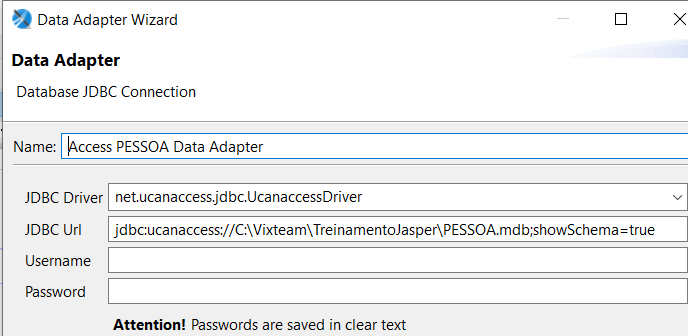 Data Adapter Wizard
Data Adapter
Database JDBC Connection
Name: Access PESSOA Data Adapter
JDBC Driver net.ucanaccess.jdbc.UcanaccessDriver
JDBC Url jdbc:ucanaccess://C:\Vixteam\TreinamentoJasper\PESSOA.mdb;showSchema=true
Username
Password
Attention! Passwords are saved in clear text